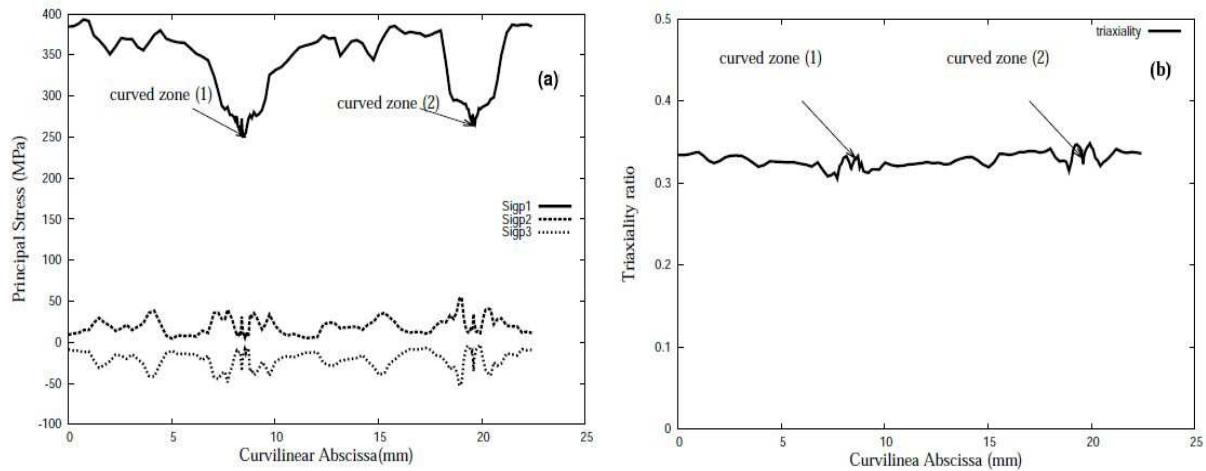 400
350
300
250
200
150
100
50
0
-50
-100
Principal Stress (MPa)
(a)
curved zone (1)
curved zone (2)
Sigp1
Sigp2
Sigp3
0 5 10 15 20 25
Curvilinear Abscissa(mm)
0.5
0.4
0.3
0.2
0.1
0
Triaxiality ratio
triaxiality
(b)
curved zone (1)
curved zone (2)
0 5 10 15 20 25
Curvilinea Abscissa (mm)